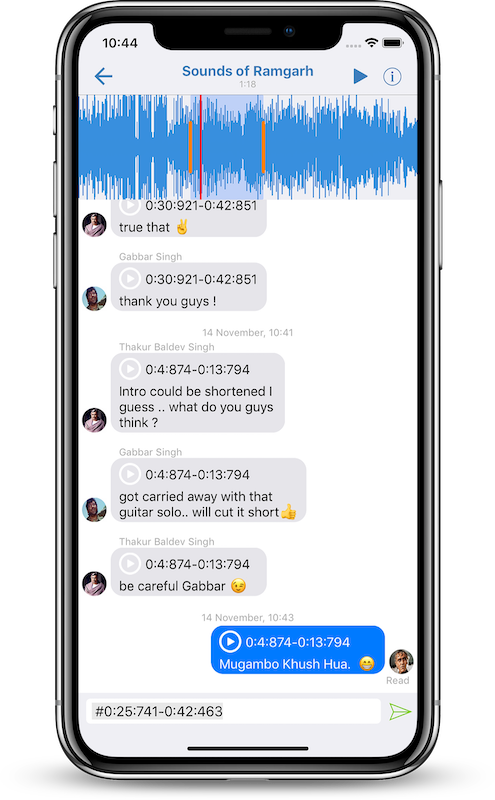 10:44
Sounds of Ramgarh
1:18
0:30:921-0:42:851
true that ✌️
Gabbar Singh
0:30:921-0:42:851
thank you guys !
14 November, 10:41
Thakur Baldev Singh
0:4:874-0:13:794
Intro could be shortened I
guess .. what do you guys
think ?
Gabbar Singh
0:4:874-0:13:794
got carried away with that
guitar solo.. will cut it short👍
Thakur Baldev Singh
0:4:874-0:13:794
be careful Gabbar 😉
14 November, 10:43
0:4:874-0:13:794
Mugambo Khush Hua. 😁
Read
#0:25:741-0:42:463